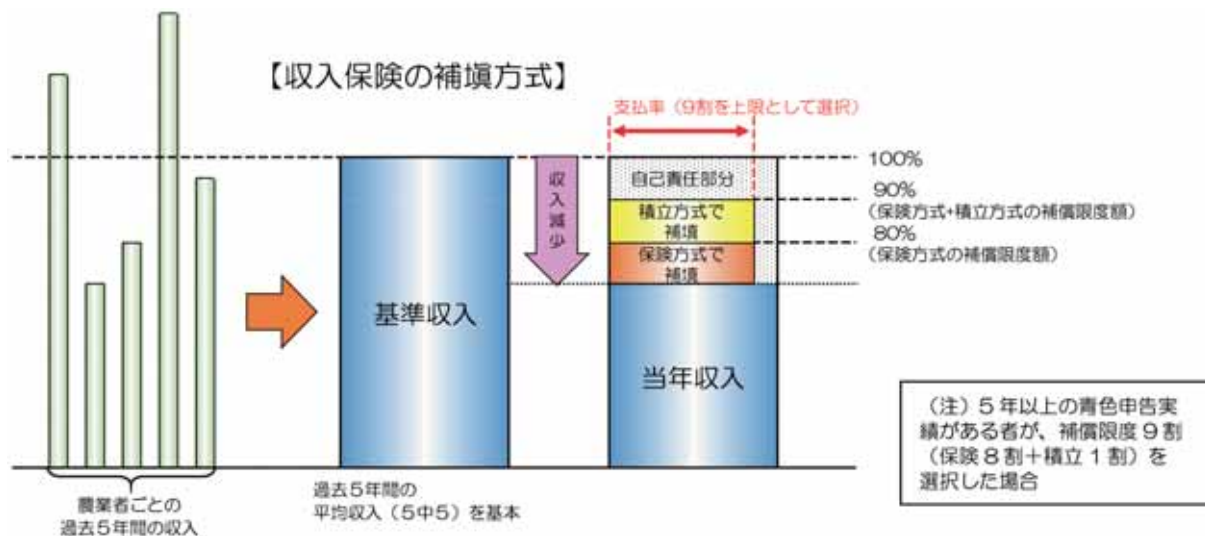 【収入保険の補塡方式】
支払率（9割を上限として選択）
100%
自己責任部分
90%
（保険方式+積立方式の補償限度額）
積立方式で
補塡
80%
（保険方式の補償限度額）
保険方式で
補塡
収入減少
基準収入
当年収入
（注）５年以上の青色申告実
績がある者が、補償限度９割
（保険８割＋積立１割）を
選択した場合
農業者ごとの
過去５年間の収入
過去５年間の
平均収入（５中５）を基本